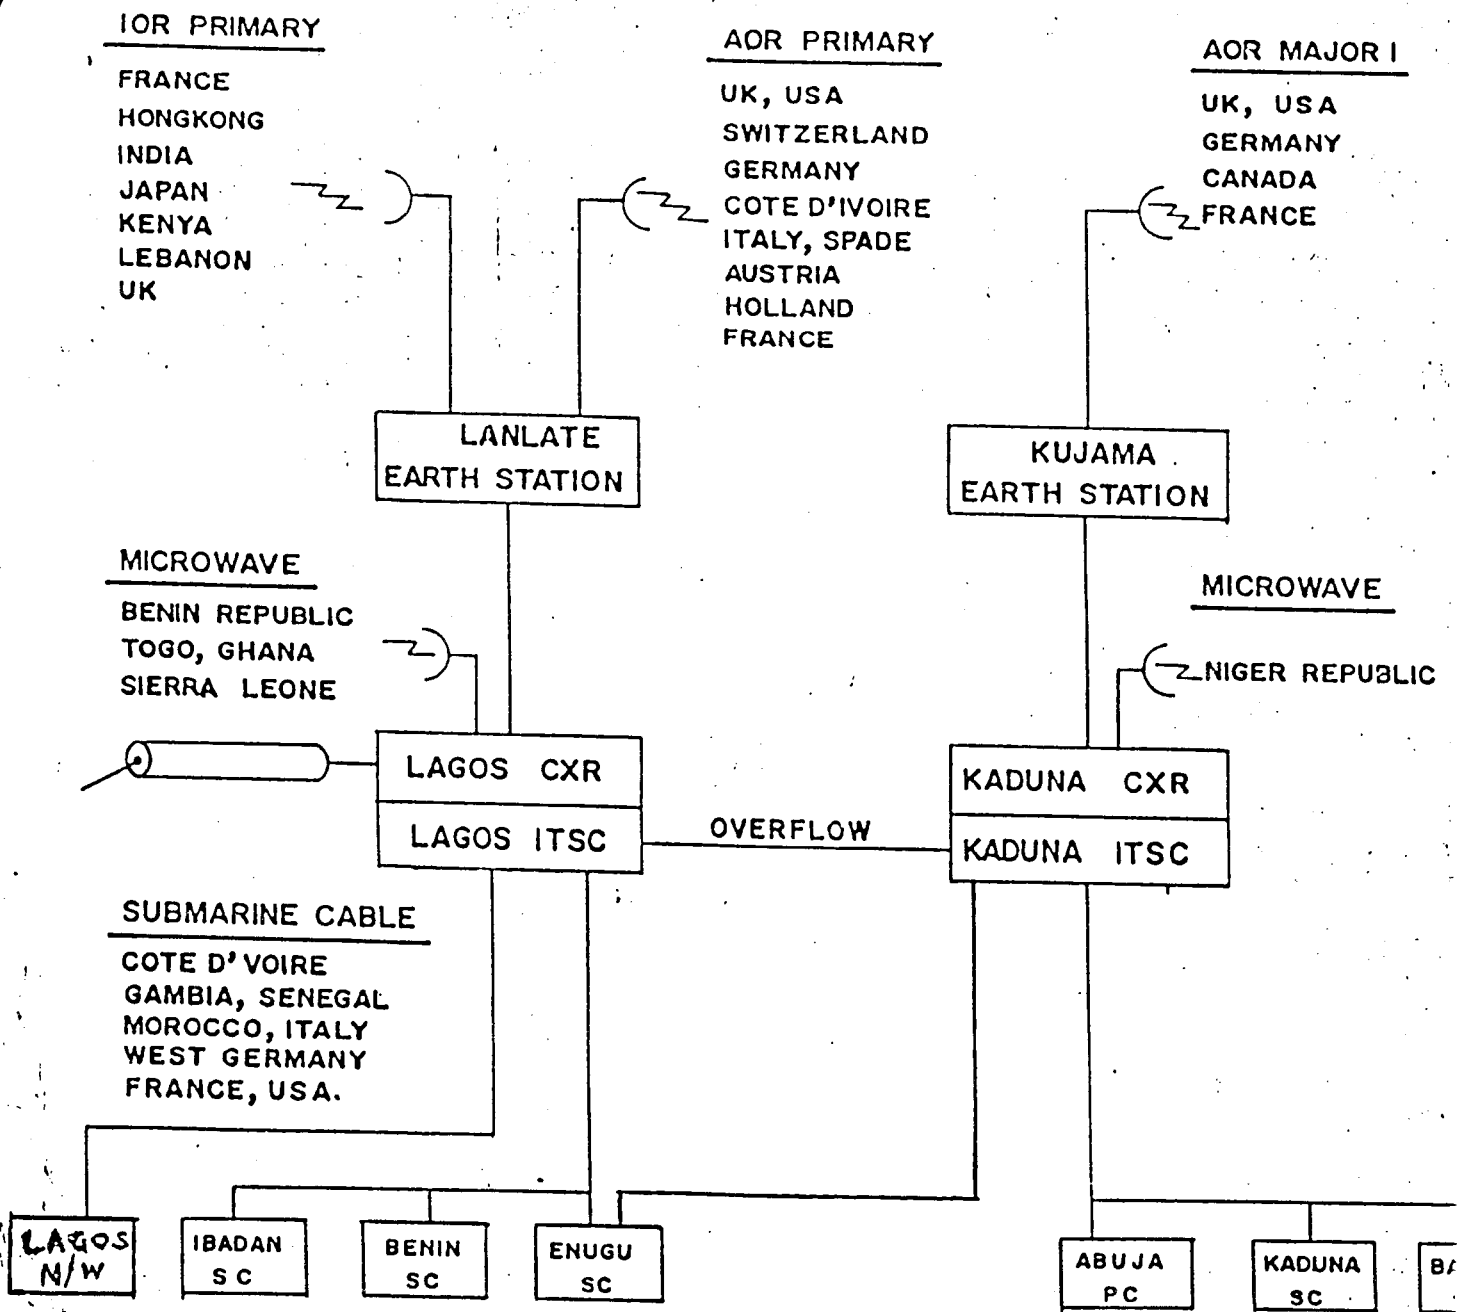 IOR PRIMARY
FRANCE
HONGKONG
INDIA
JAPAN
KENYA
LEBANON
UK
AOR PRIMARY
UK, USA
SWITZERLAND
GERMANY
COTE D'IVOIRE
ITALY, SPADE
AUSTRIA
HOLLAND
FRANCE
AOR MAJOR I
UK, USA
GERMANY
CANADA
FRANCE
LANLATE
EARTH STATION
KUJAMA
EARTH STATION
MICROWAVE
BENIN REPUBLIC
TOGO, GHANA
SIERRA LEONE
MICROWAVE
NIGER REPUBLIC
LAGOS CXR
LAGOS ITSC
OVERFLOW
KADUNA CXR
KADUNA ITSC
SUBMARINE CABLE
COTE D'VOIRE
GAMBIA, SENEGAL
MOROCCO, ITALY
WEST GERMANY
FRANCE, USA.
LAGOS
N/W
IBADAN
SC
BENIN
SC
ENUGU
SC
ABUJA
PC
KADUNA
SC